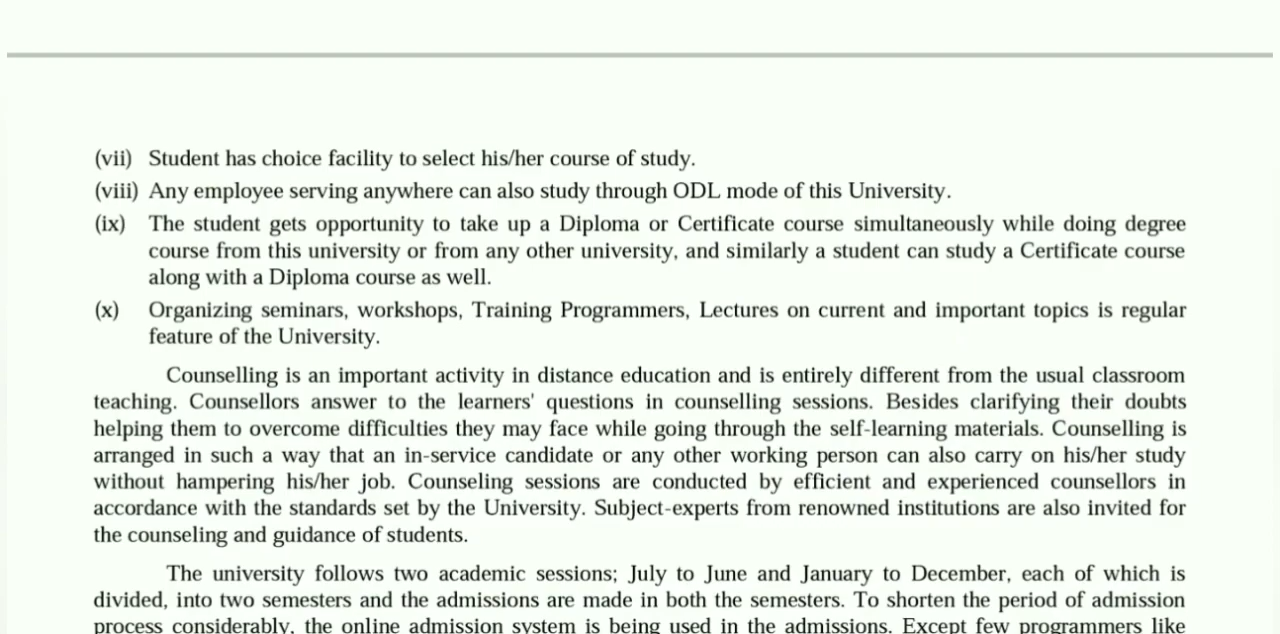 (vii) Student has choice facility to select his/her course of study.
(viii) Any employee serving anywhere can also study through ODL mode of this University.
(ix) The student gets opportunity to take up a Diploma or Certificate course simultaneously while doing degree
course from this university or from any other university, and similarly a student can study a Certificate course
along with a Diploma course as well.
(x) Organizing seminars, workshops, Training Programmers, Lectures on current and important topics is regular
feature of the University.
Counselling is an important activity in distance education and is entirely different from the usual classroom
teaching. Counsellors answer to the learners' questions in counselling sessions. Besides clarifying their doubts
helping them to overcome difficulties they may face while going through the self-learning materials. Counselling is
arranged in such a way that an in-service candidate or any other working person can also carry on his/her study
without hampering his/her job. Counseling sessions are conducted by efficient and experienced counsellors in
accordance with the standards set by the University. Subject-experts from renowned institutions are also invited for
the counseling and guidance of students.
The university follows two academic sessions; July to June and January to December, each of which is
divided, into two semesters and the admissions are made in both the semesters. To shorten the period of admission
process considerably, the online admission system is being used in the admissions. Except few programmers like